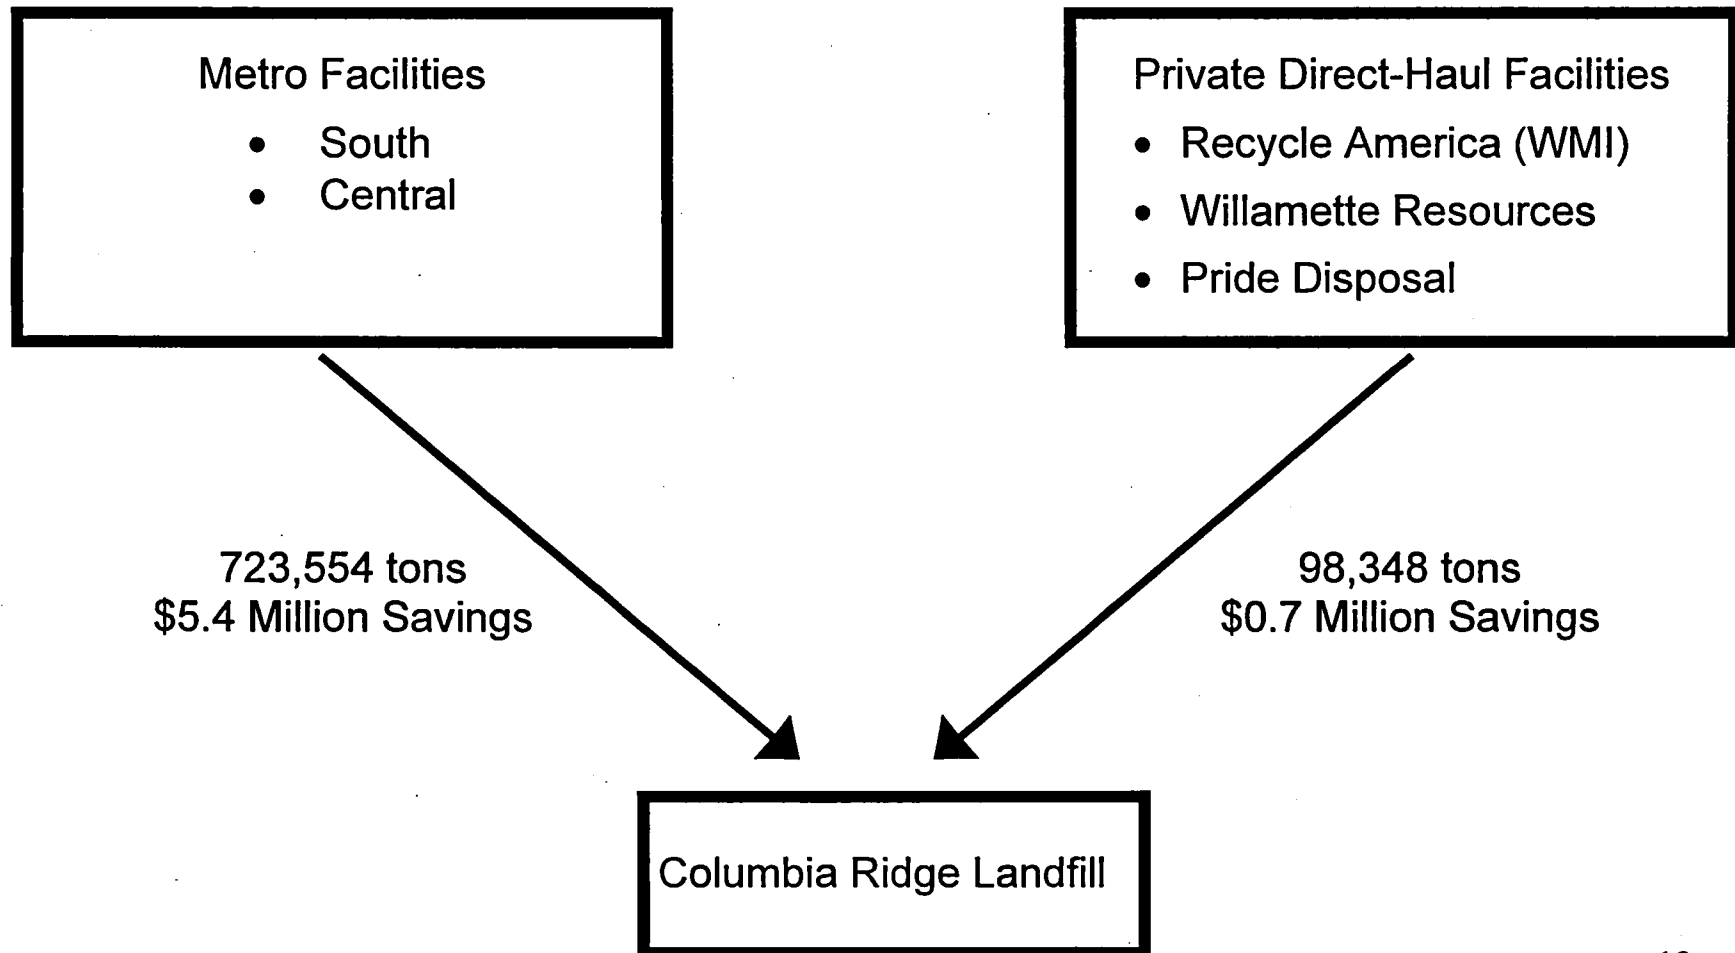 Metro Facilities
• South
• Central
Private Direct-Haul Facilities
• Recycle America (WMI)
• Willamette Resources
• Pride Disposal
723,554 tons
$5.4 Million Savings
98,348 tons
$0.7 Million Savings
Columbia Ridge Landfill